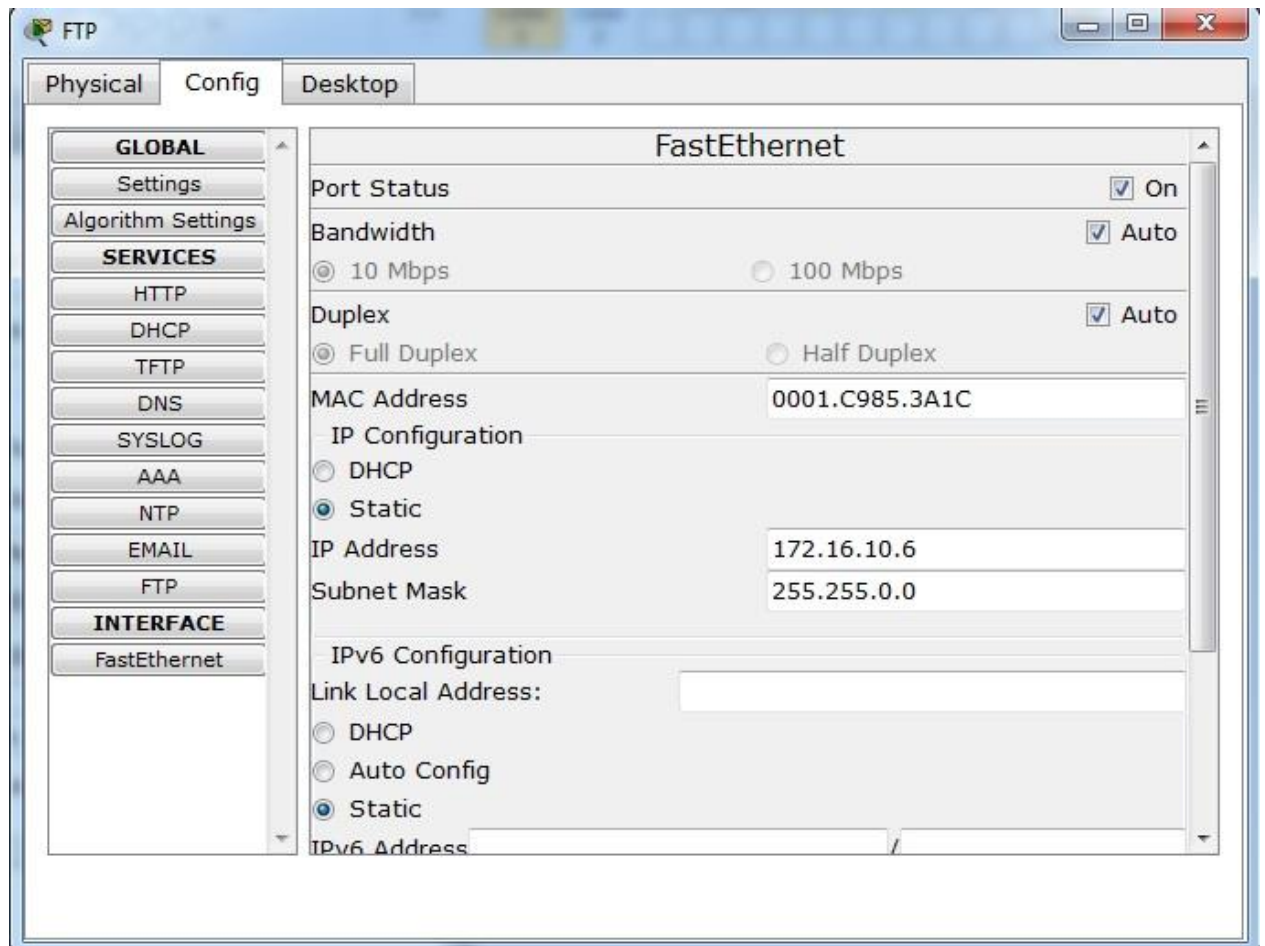 FTP
Physical Config Desktop
GLOBAL
Settings
Algorithm Settings
SERVICES
HTTP
DHCP
TFTP
DNS
SYSLOG
AAA
NTP
EMAIL
FTP
INTERFACE
FastEthernet
FastEthernet
Port Status On
Bandwidth Auto
10 Mbps 100 Mbps
Duplex Auto
Full Duplex Half Duplex
MAC Address 0001.C985.3A1C
IP Configuration
DHCP
Static
IP Address 172.16.10.6
Subnet Mask 255.255.0.0
IPv6 Configuration
Link Local Address:
DHCP
Auto Config
Static
IPv6 Address /